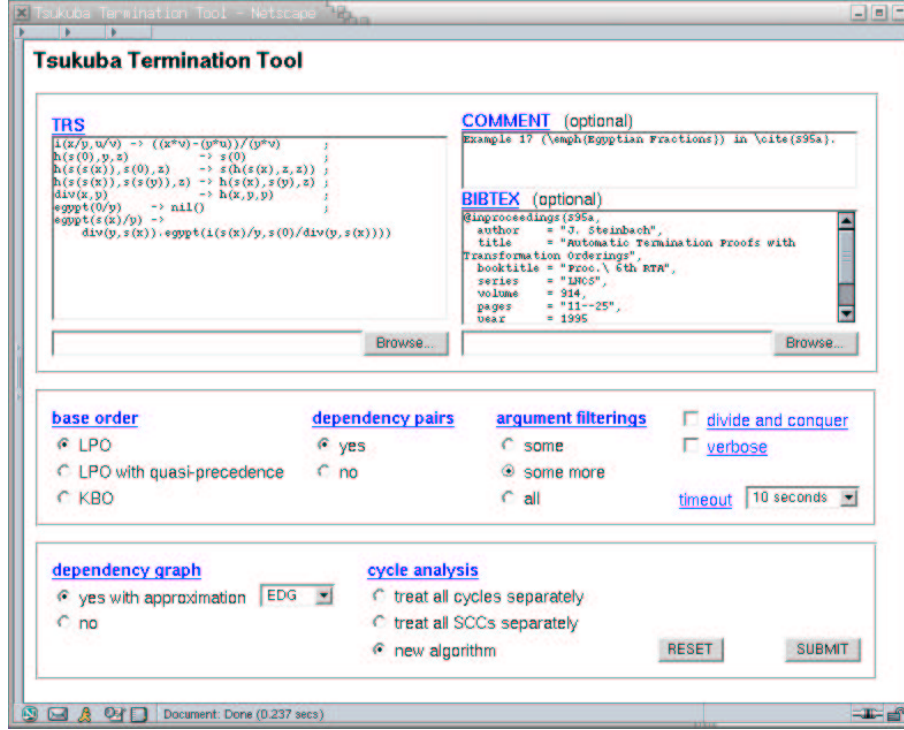 Tsukuba Termination Tool - Netscape
Tsukuba Termination Tool
TRS
i(x/y,u/v) -> ((x*v)-(y*u))/(y*v) ;
h(s(0),y,z) -> s(0) ;
h(s(s(x)),s(0),z) -> s(h(s(x),z,z)) ;
h(s(s(x)),s(s(y)),z) -> h(s(x),s(y),z) ;
div(x,y) -> h(x,y,y) ;
egypt(0/y) -> nil() ;
egypt(s(x)/y) ->
div(y,s(x)).egypt(i(s(x)/y,s(0)/div(y,s(x))))
Browse...
COMMENT (optional)
Example 17 (\emph{Egyptian Fractions}) in \cite{S95a}.
BIBTEX (optional)
@inproceedings{S95a,
author = "J. Steinbach",
title = "Automatic Termination Proofs with
Transformation Orderings",
booktitle = "Proc.\ 6th RTA",
series = "LNCS",
volume = 914,
pages = "11--25",
year = 1995
Browse...
base order
LPO
LPO with quasi-precedence
KBO
dependency pairs
yes
no
argument filterings
some
some more
all
divide and conquer
verbose
timeout 10 seconds
dependency graph
yes with approximation EDG
no
cycle analysis
treat all cycles separately
treat all SCCs separately
new algorithm
RESET SUBMIT
Document: Done (0.237 secs)